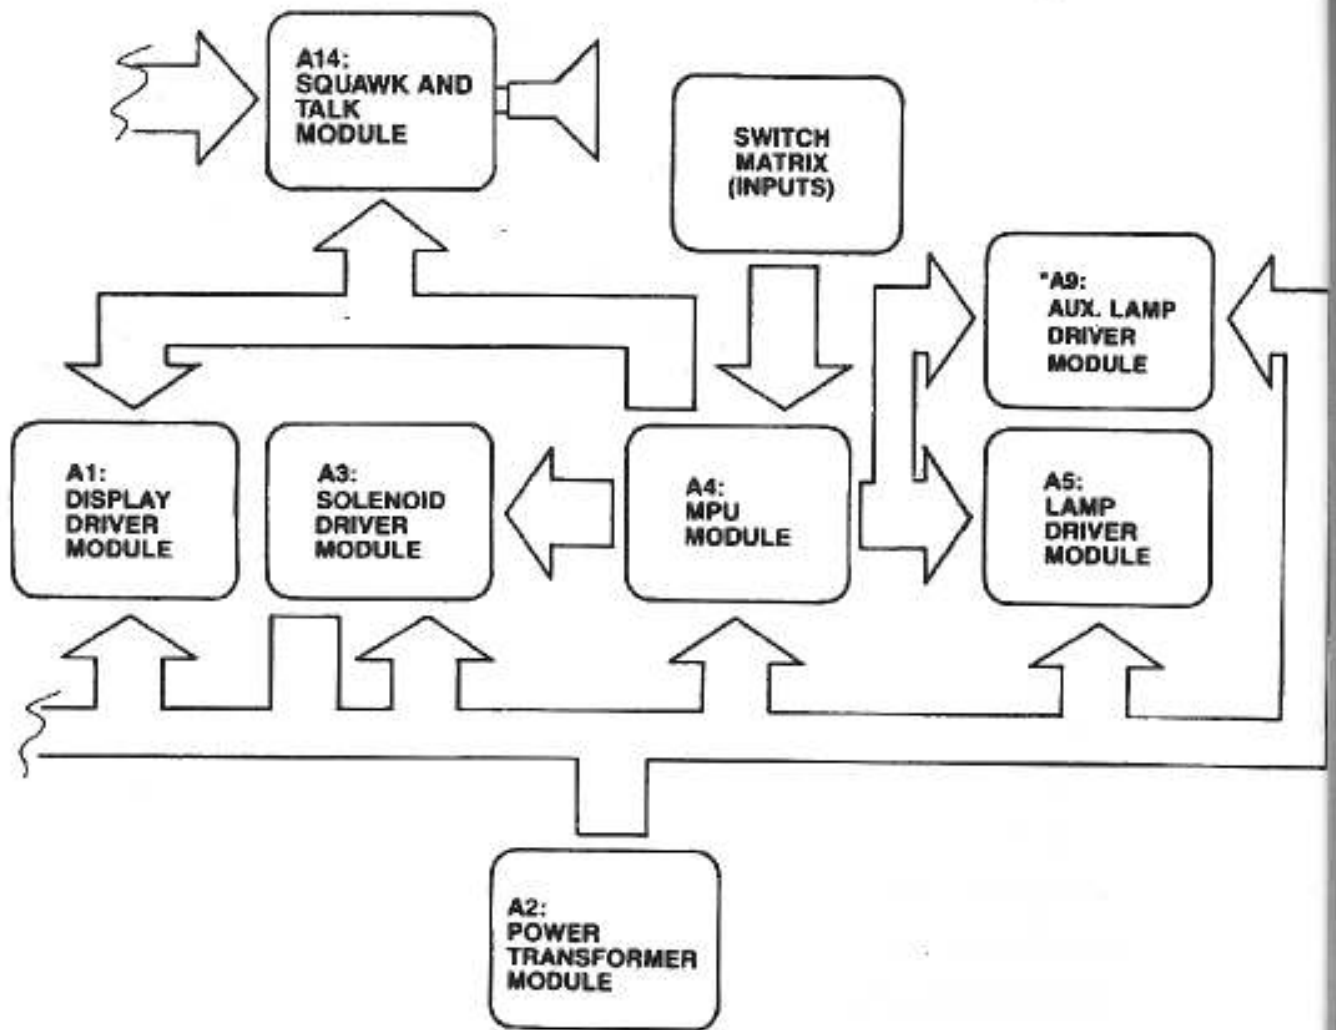 A14:
SQUAWK AND
TALK
MODULE
SWITCH
MATRIX
(INPUTS)
*A9:
AUX. LAMP
DRIVER
MODULE
A1:
DISPLAY
DRIVER
MODULE
A3:
SOLENOID
DRIVER
MODULE
A4:
MPU
MODULE
A5:
LAMP
DRIVER
MODULE
A2:
POWER
TRANSFORMER
MODULE